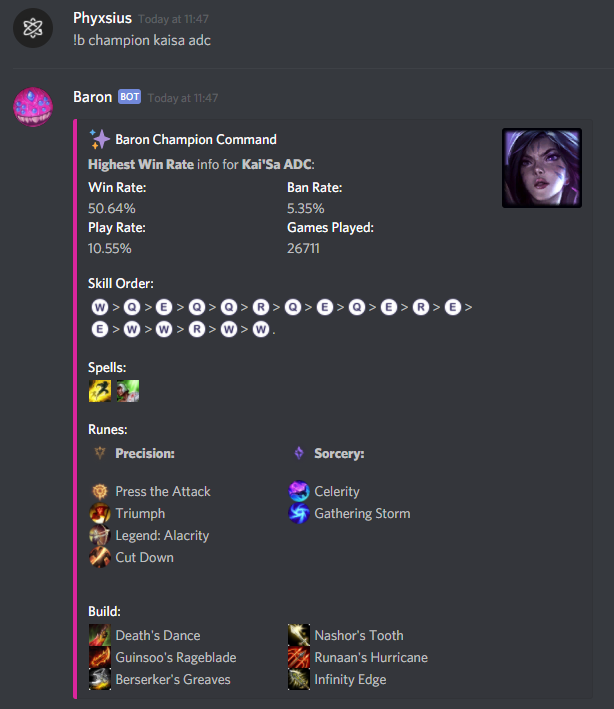 Phyxsius Today at 11:47
!b champion kaisa adc
Baron BOT Today at 11:47
Baron Champion Command
Highest Win Rate info for Kai'Sa ADC:
Win Rate: Ban Rate:
50.64% 5.35%
Play Rate: Games Played:
10.55% 26711
Skill Order:
W > Q > E > Q > Q > R > Q > E > Q > E > R > E >
E > W > W > R > W > W .
Spells:
Runes:
Precision: Sorcery:
Press the Attack Celerity
Triumph Gathering Storm
Legend: Alacrity
Cut Down
Build:
Death's Dance Nashor's Tooth
Guinsoo's Rageblade Runaan's Hurricane
Berserker's Greaves Infinity Edge